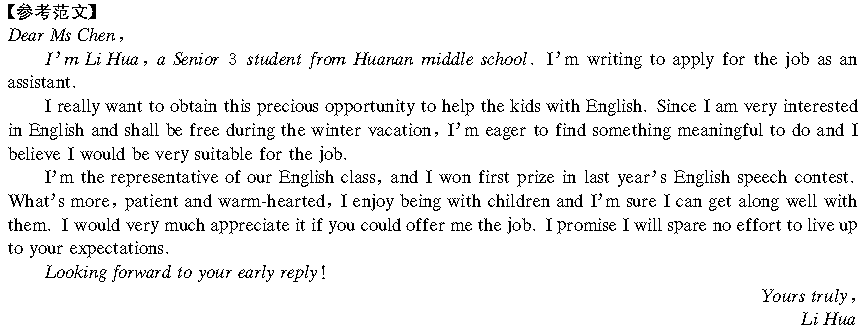 【参考范文】
Dear Ms Chen,
I'm Li Hua, a Senior 3 student from Huanan middle school. I'm writing to apply for the job as an
assistant.
I really want to obtain this precious opportunity to help the kids with English. Since I am very interested
in English and shall be free during the winter vacation, I'm eager to find something meaningful to do and I
believe I would be very suitable for the job.
I'm the representative of our English class, and I won first prize in last year's English speech contest.
What's more, patient and warm-hearted, I enjoy being with children and I'm sure I can get along well with
them. I would very much appreciate it if you could offer me the job. I promise I will spare no effort to live up
to your expectations.
Looking forward to your early reply!
Yours truly,
Li Hua